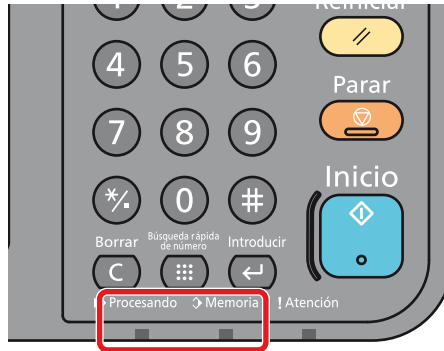 Reiniciar
4 5 6
Parar
7 8 9
*/. 0 #
Inicio
Borrar Búsqueda rápida de número Introducir
C
Procesando Memoria ! Atención